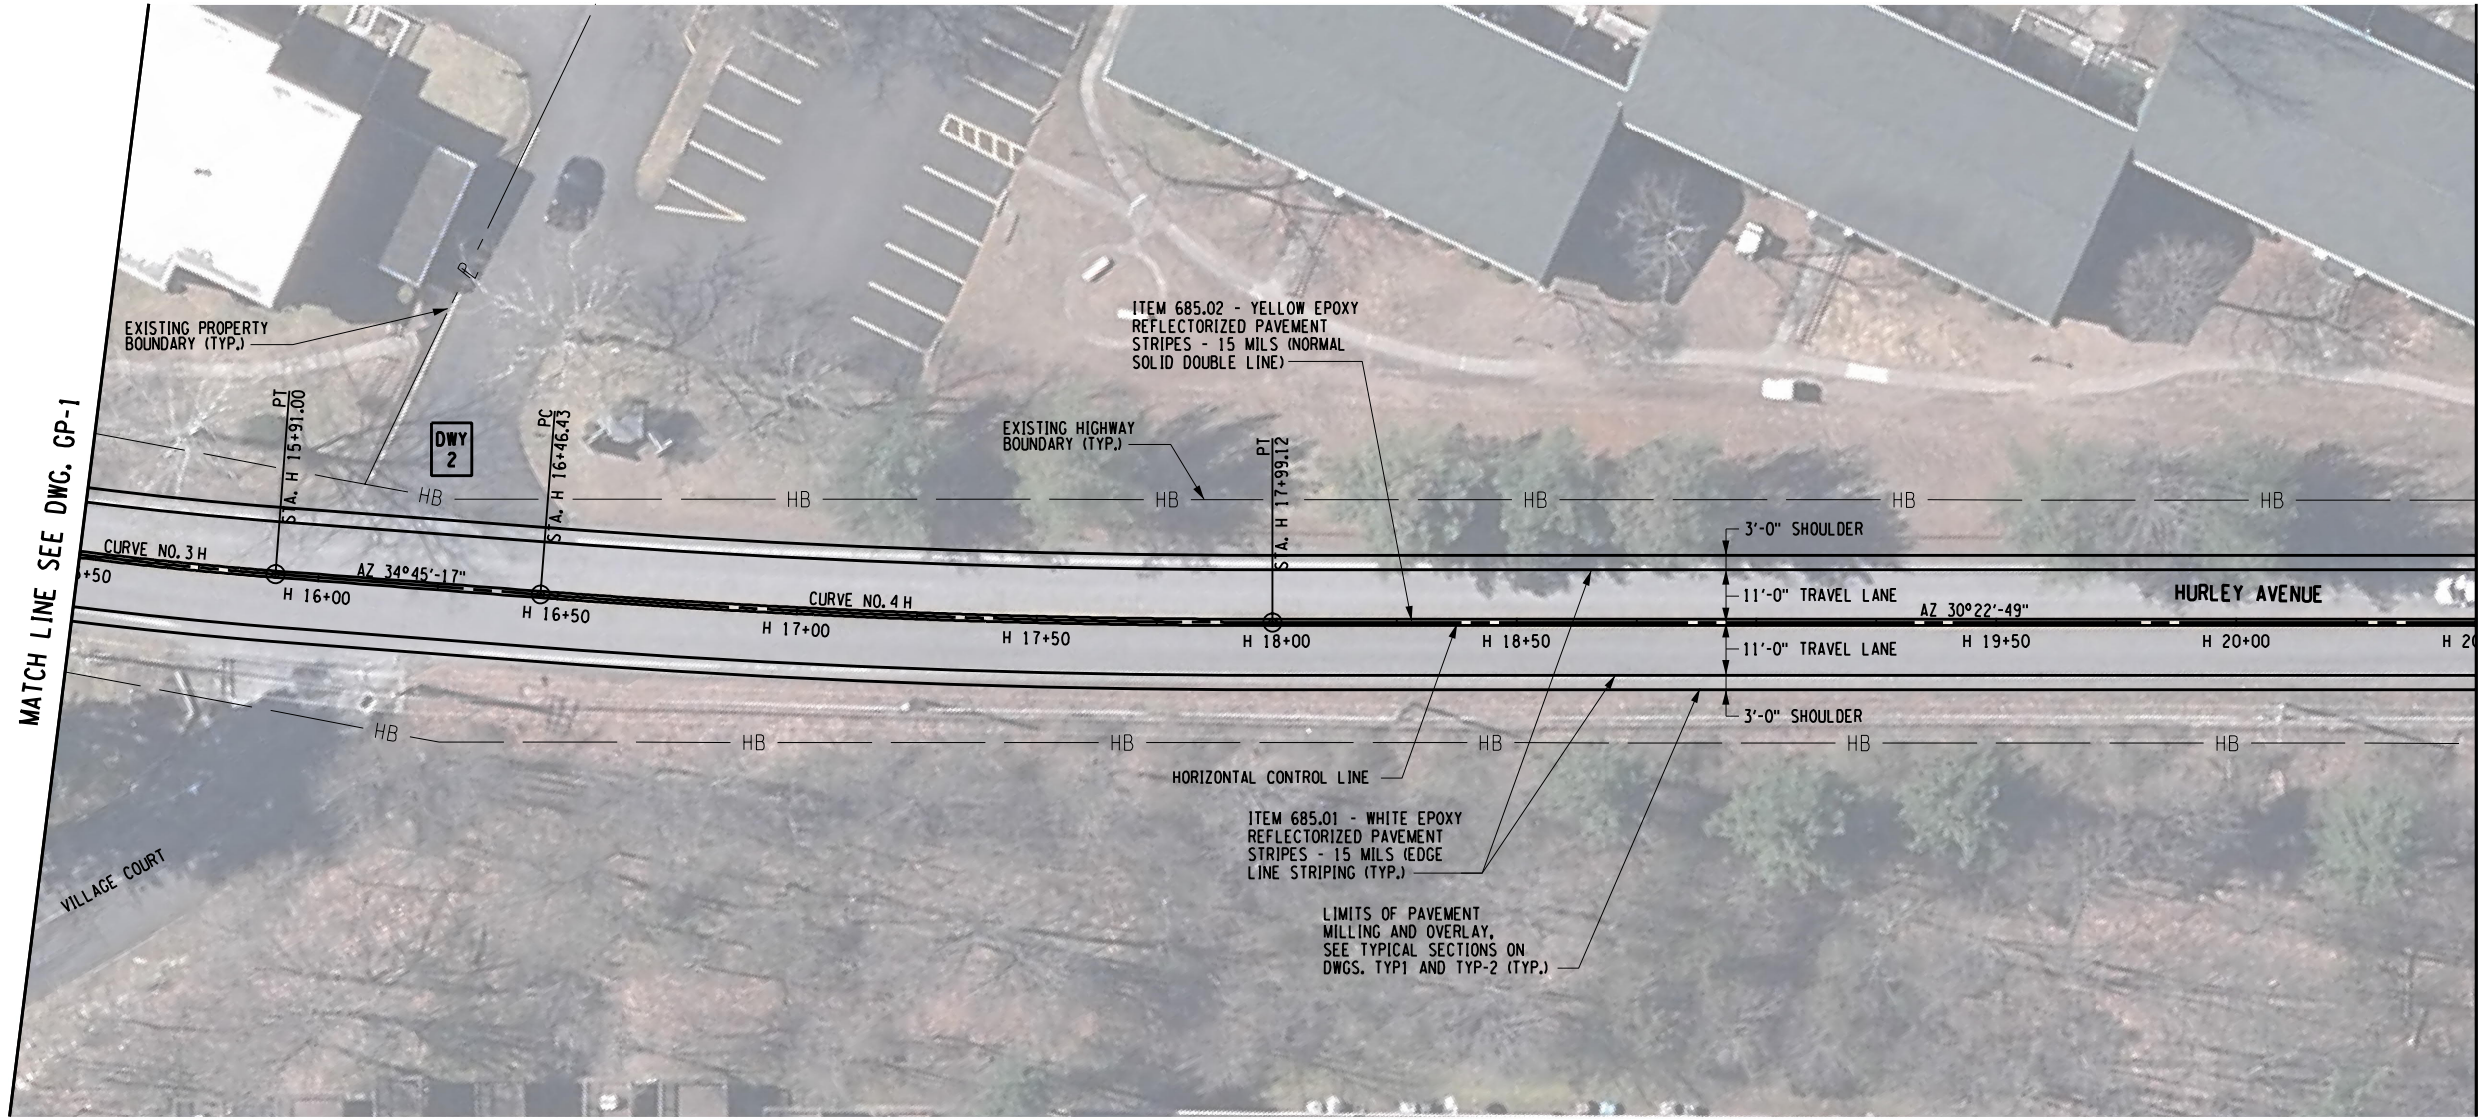 MATCH LINE SEE DWG. GP-1
EXISTING PROPERTY
BOUNDARY (TYP.)
PL
PT
STA. H 15+91.00
DWY
2
PC
STA. H 16+46.43
ITEM 685.02 - YELLOW EPOXY
REFLECTORIZED PAVEMENT
STRIPES - 15 MILS (NORMAL
SOLID DOUBLE LINE)
EXISTING HIGHWAY
BOUNDARY (TYP.)
PT
STA. H 17+99.12
HB
HB
HB
HB
HB
HB
3'-0" SHOULDER
CURVE NO. 3 H
AZ 34°45'-17"
CURVE NO. 4 H
11'-0" TRAVEL LANE
HURLEY AVENUE
AZ 30°22'-49"
+50
H 16+00
H 16+50
H 17+00
H 17+50
H 18+00
H 18+50
H 19+50
H 20+00
H 20
11'-0" TRAVEL LANE
3'-0" SHOULDER
HB
HB
HB
HB
HB
HB
HORIZONTAL CONTROL LINE
ITEM 685.01 - WHITE EPOXY
REFLECTORIZED PAVEMENT
STRIPES - 15 MILS (EDGE
LINE STRIPING (TYP.)
VILLAGE COURT
LIMITS OF PAVEMENT
MILLING AND OVERLAY,
SEE TYPICAL SECTIONS ON
DWGS. TYP1 AND TYP-2 (TYP.)